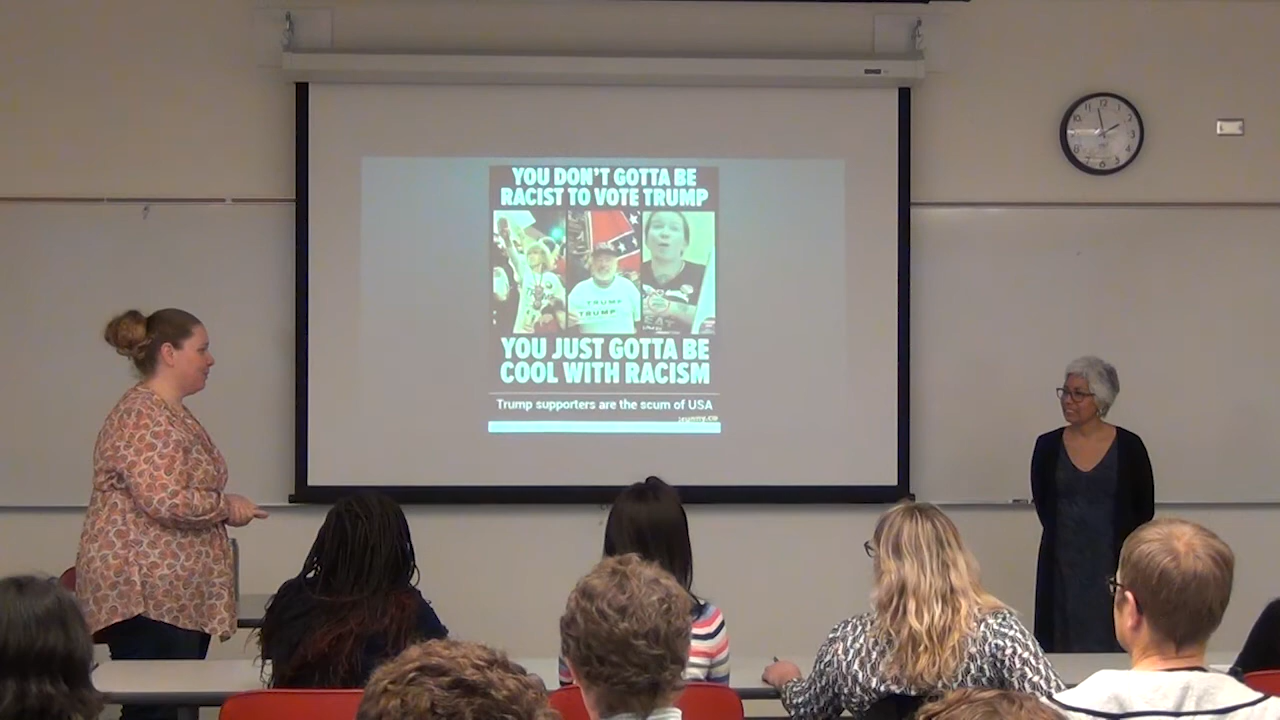 YOU DON'T GOTTA BE
RACIST TO VOTE TRUMP
TRUMP
TRUMP
YOU JUST GOTTA BE
COOL WITH RACISM
Trump supporters are the scum of USA